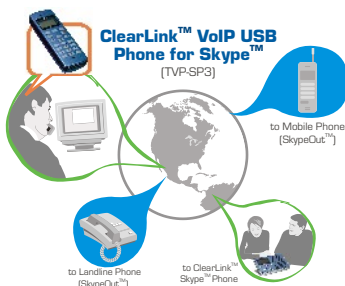 ClearLink™ VoIP USB
Phone for Skype™
(TVP-SP3)
to Mobile Phone
(SkypeOut™)
to Landline Phone
(SkypeOut™)
to ClearLink™
Skype™ Phone